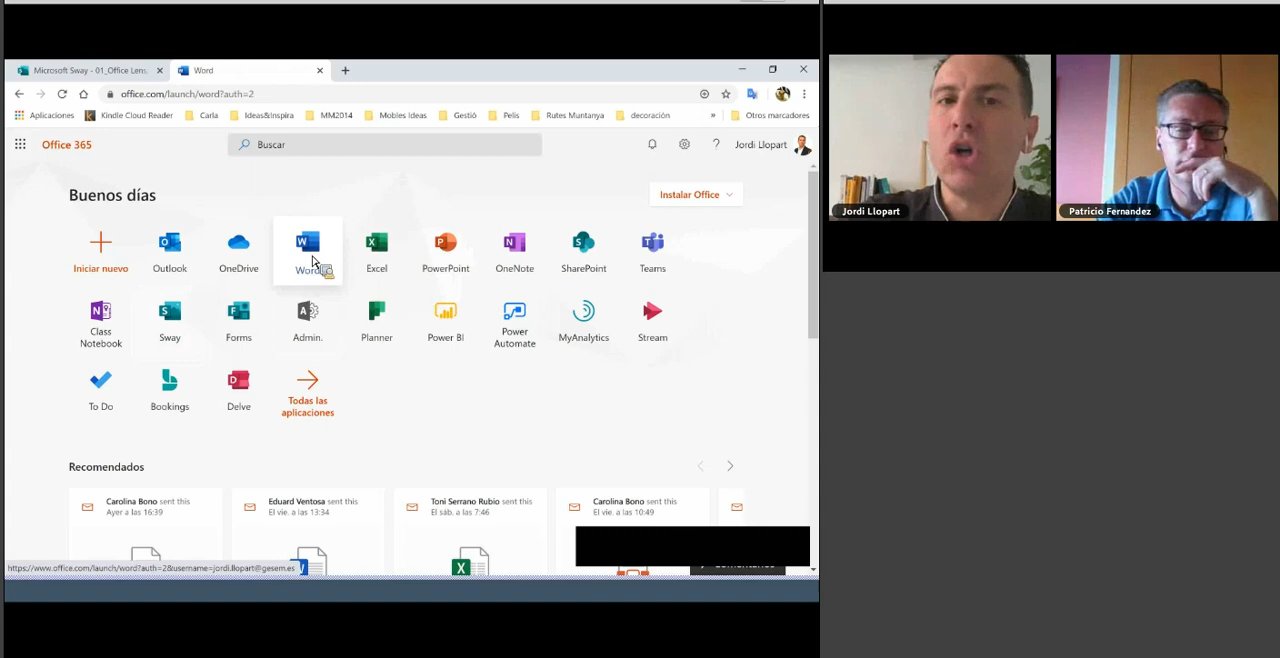 Microsoft Sway - 01_Office Lens
Word
office.com/launch/word?auth=2
Aplicaciones
Kindle Cloud Reader
Carla
Ideas&Inspira
MM2014
Mobles Ideas
Gestió
Pelis
Rutes Muntanya
decoración
»
Otros marcadores
Office 365
Buscar
?
Jordi Llopart
Buenos días
Instalar Office
Iniciar nuevo
Outlook
OneDrive
Word
Excel
PowerPoint
OneNote
SharePoint
Teams
Class
Notebook
Sway
Forms
Admin.
Planner
Power BI
Power
Automate
MyAnalytics
Stream
To Do
Bookings
Delve
Todas las
aplicaciones
Recomendados
Carolina Bono sent this
Ayer a las 16:39
Eduard Ventosa sent this
El vie. a las 13:34
Toni Serrano Rubio sent this
El sáb. a las 7:46
Carolina Bono sent this
El vie. a las 10:49
https://www.office.com/launch/word?auth=2&username=jordi.llopart@gesem.es
Jordi Llopart
Patricio Fernandez